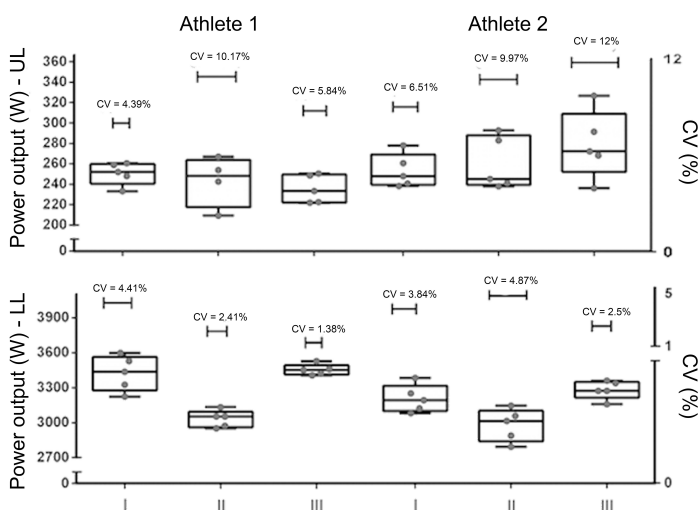 Athlete 1
Athlete 2
Power output (W) - UL
360
340
320
300
280
260
240
220
200
0
CV = 4.39%
CV = 10.17%
CV = 5.84%
CV = 6.51%
CV = 9.97%
CV = 12%
12
0
CV (%)
Power output (W) - LL
3900
3600
3300
3000
2700
0
CV = 4.41%
CV = 2.41%
CV = 1.38%
CV = 3.84%
CV = 4.87%
CV = 2.5%
5
1
0
CV (%)
I II III I II III